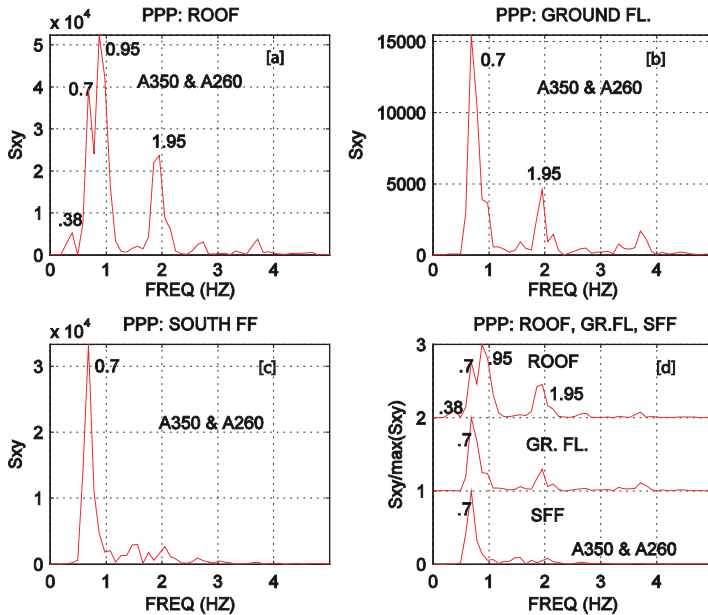 PPP: ROOF
x 10⁴
5
4
3
2
1
0
Sxy
0 1 2 3 4
FREQ (HZ)
[a]
0.95
0.7
A350 & A260
1.95
.38
PPP: GROUND FL.
15000
10000
5000
0
Sxy
0 1 2 3 4
FREQ (HZ)
[b]
0.7
A350 & A260
1.95
PPP: SOUTH FF
x 10⁴
3
2
1
0
Sxy
0 1 2 3 4
FREQ (HZ)
[c]
0.7
A350 & A260
PPP: ROOF, GR.FL, SFF
3
2
1
0
Sxy/max(Sxy)
0 1 2 3 4
FREQ (HZ)
[d]
.7
.95
ROOF
.38
1.95
.7
GR. FL.
.7
SFF
A350 & A260